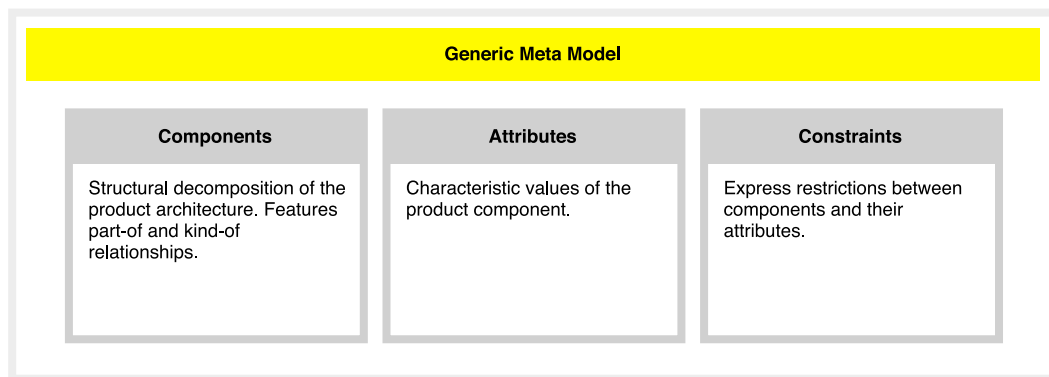 Generic Meta Model
Components
Structural decomposition of the
product architecture. Features
part-of and kind-of
relationships.
Attributes
Characteristic values of the
product component.
Constraints
Express restrictions between
components and their
attributes.